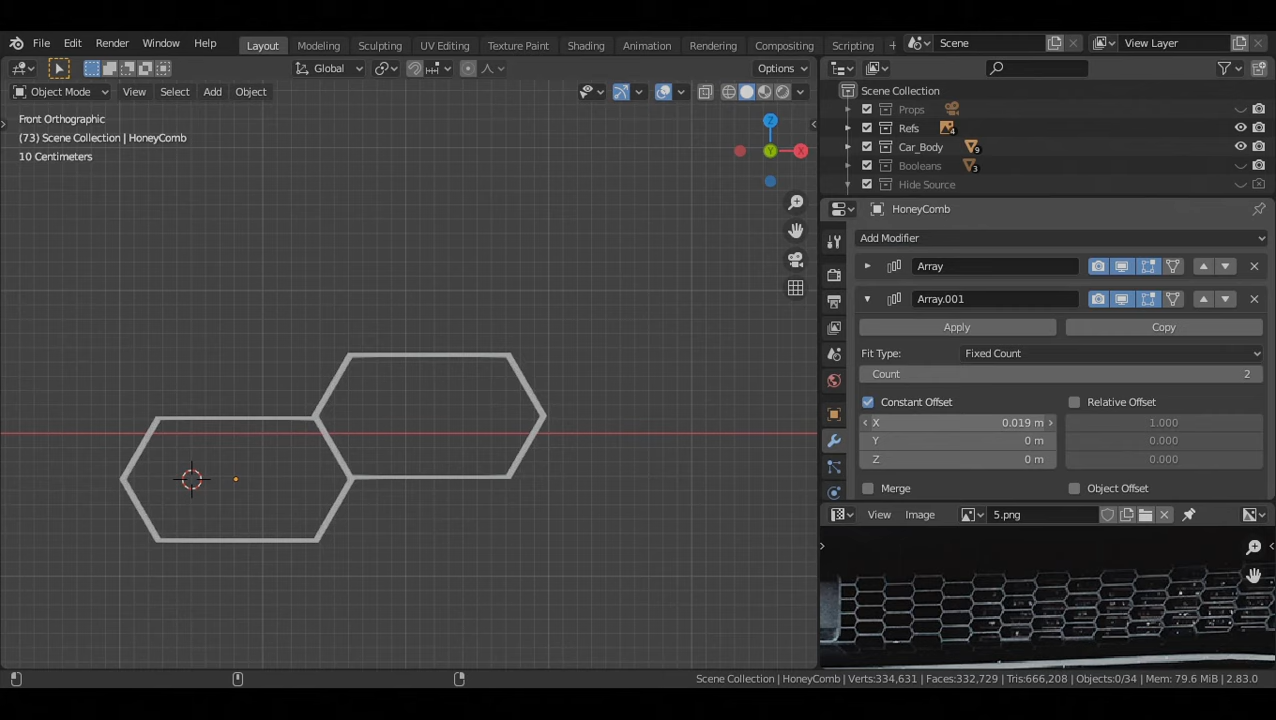 File Edit Render Window Help Layout Modeling Sculpting UV Editing Texture Paint Shading Animation Rendering Compositing Scripting + Scene View Layer
Global Options
Object Mode View Select Add Object
Front Orthographic
(73) Scene Collection | HoneyComb
10 Centimeters
Z
Y
X
Scene Collection
Props
Refs 4
Car_Body 9
Booleans 3
Hide Source
HoneyComb
Add Modifier
Array
Array.001
Apply Copy
Fit Type: Fixed Count
Count 2
Constant Offset Relative Offset
X 0.019 m 1.000
Y 0 m 0.000
Z 0 m 0.000
Merge Object Offset
View Image 5.png
Scene Collection | HoneyComb | Verts:334,631 | Faces:332,729 | Tris:666,208 | Objects:0/34 | Mem: 79.6 MiB | 2.83.0